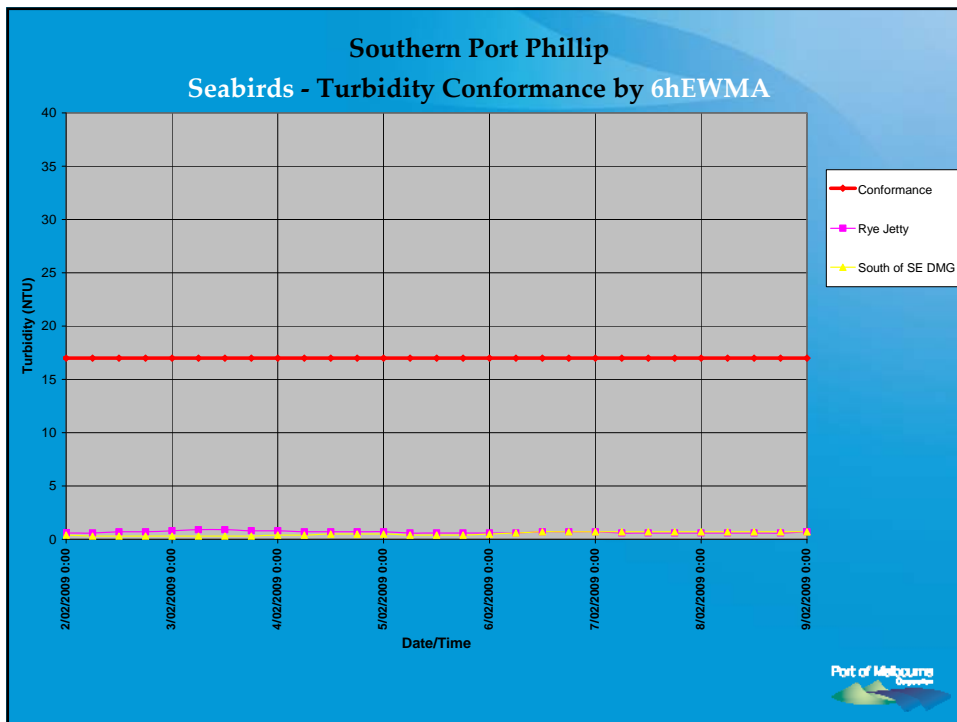 Southern Port Phillip
Seabirds - Turbidity Conformance by 6hEWMA
40
35
30
25
20
15
10
5
0
Turbidity (NTU)
2/02/2009 0:00
3/02/2009 0:00
4/02/2009 0:00
5/02/2009 0:00
6/02/2009 0:00
7/02/2009 0:00
8/02/2009 0:00
9/02/2009 0:00
Date/Time
Conformance
Rye Jetty
South of SE DMG
Port of Melbourne
Corporation